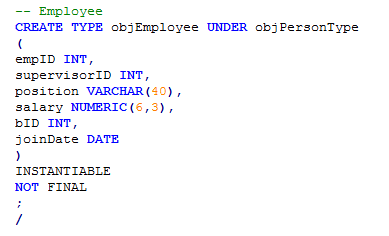 -- Employee
CREATE TYPE objEmployee UNDER objPersonType
(
empID INT,
supervisorID INT,
position VARCHAR(40),
salary NUMERIC(6,3),
bID INT,
joinDate DATE
)
INSTANTIABLE
NOT FINAL
;
/